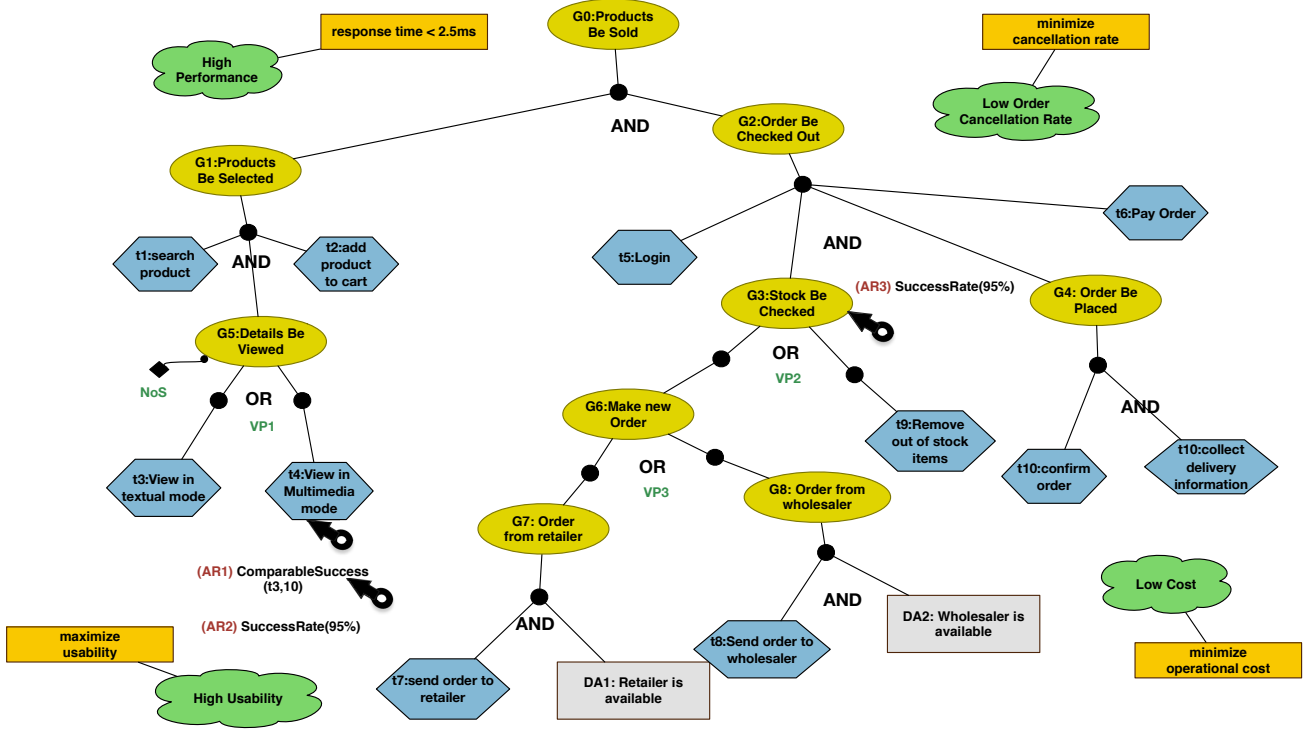 G0:Products
Be Sold
response time < 2.5ms
minimize
cancellation rate
High
Performance
Low Order
Cancellation Rate
AND
G2:Order Be
Checked Out
G1:Products
Be Selected
t6:Pay Order
t1:search
product
AND
t2:add
product
to cart
t5:Login
AND
G3:Stock Be
Checked
(AR3) SuccessRate(95%)
G4: Order Be
Placed
G5:Details Be
Viewed
NoS
OR
VP1
OR
VP2
G6:Make new
Order
t9:Remove
out of stock
items
AND
t3:View in
textual mode
t4:View in
Multimedia
mode
OR
VP3
G8: Order from
wholesaler
t10:confirm
order
t10:collect
delivery
information
G7: Order
from retailer
(AR1) ComparableSuccess
(t3,10)
(AR2) SuccessRate(95%)
AND
AND
DA2: Wholesaler is
available
Low Cost
maximize
usability
t8:Send order to
wholesaler
minimize
operational cost
High Usability
t7:send order to
retailer
DA1: Retailer is
available